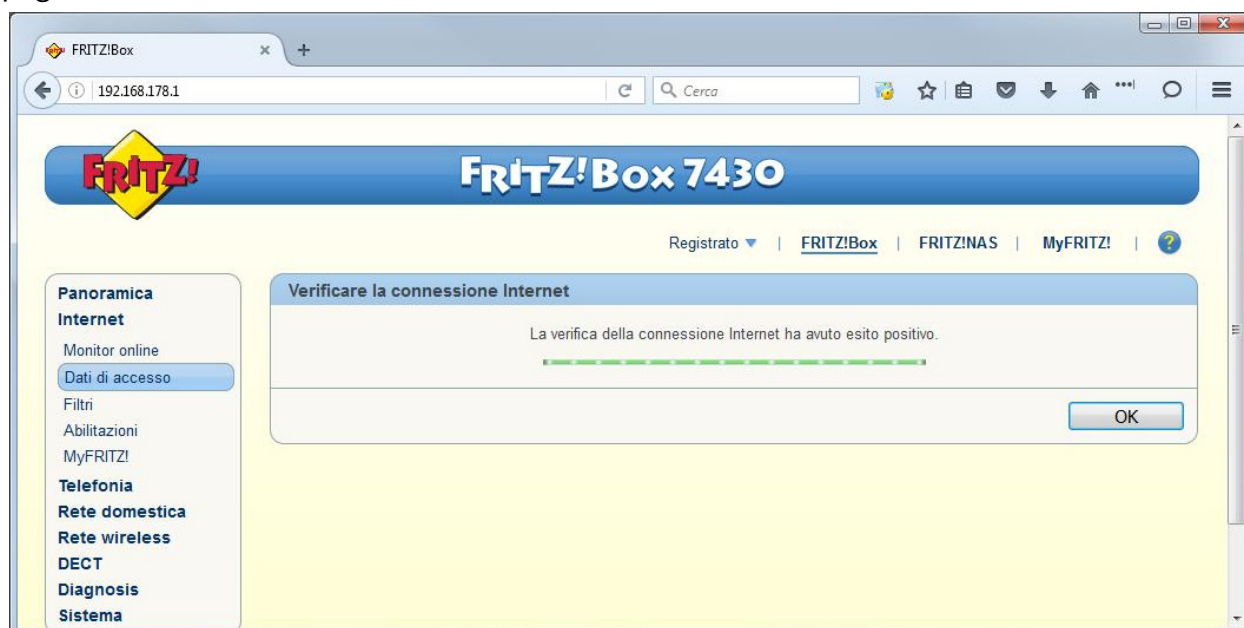 FRITZ!Box
192.168.178.1
Cerca
FRITZ!
FRITZ!Box 7430
Registrato | FRITZ!Box | FRITZ!NAS | MyFRITZ! | ?
Panoramica
Internet
Monitor online
Dati di accesso
Filtri
Abilitazioni
MyFRITZ!
Telefonia
Rete domestica
Rete wireless
DECT
Diagnosis
Sistema
Verificare la connessione Internet
La verifica della connessione Internet ha avuto esito positivo.
OK